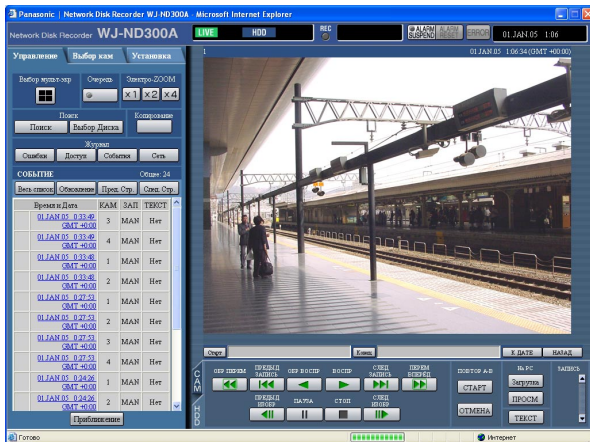 Panasonic | Network Disk Recorder WJ-ND300A - Microsoft Internet Explorer
Network Disk Recorder WJ-ND300A
LIVE HDD REC ALARM SUSPEND ALARM RESET ERROR 01.JAN.05 1:06
Управление Выбор кам Установка
1 01.JAN.05 1:06:34 (GMT +00:00)
Выбор мульт-экр Очередь Электро-ZOOM
x1 x2 x4
Поиск Копирование
Поиск Выбор Диска
Журнал
Ошибки Доступ События Сеть
СОБЫТИЕ Общее: 24
Весь список Обновление Пред. Стр. След. Стр.
Время и Дата КАМ ЗАП ТЕКСТ
01.JAN.05 0:33:49 GMT +0:00 3 MAN Нет
01.JAN.05 0:33:49 GMT +0:00 4 MAN Нет
01.JAN.05 0:33:48 GMT +0:00 1 MAN Нет
01.JAN.05 0:33:48 GMT +0:00 2 MAN Нет
01.JAN.05 0:27:53 GMT +0:00 1 MAN Нет
01.JAN.05 0:27:53 GMT +0:00 2 MAN Нет
01.JAN.05 0:27:53 GMT +0:00 3 MAN Нет
01.JAN.05 0:27:53 GMT +0:00 4 MAN Нет
01.JAN.05 0:24:26 GMT +0:00 1 MAN Нет
01.JAN.05 0:24:26 GMT +0:00 2 MAN Нет
Приближение
Старт Конец К ДАТЕ НАЗАД
CAM
HDD
ОБР ПЕРЕМ ПРЕДЫД ЗАПИСЬ ОБР ВОСПР ВОСПР СЛЕД ЗАПИСЬ ПЕРЕМ ВПЕРЁД
ПРЕДЫД ИЗОБР ПАУЗА СТОП СЛЕД ИЗОБР
ПОВТОР A-B
СТАРТ
ОТМЕНА
На PC
Загрузка
ПРОСМ
ТЕКСТ
ЗАПИСЬ
Готово Интернет